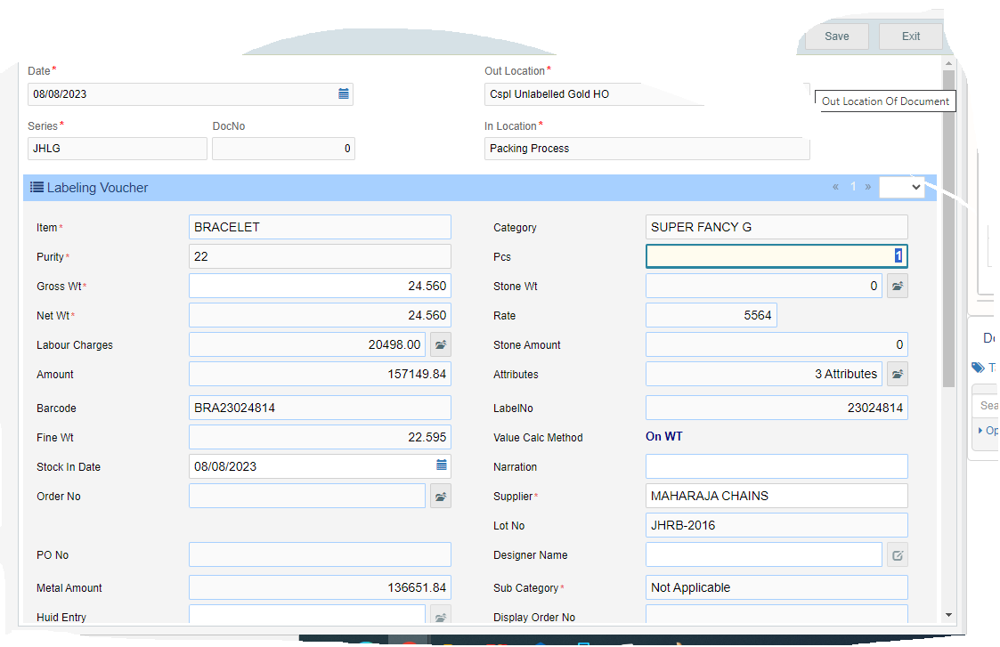 Save Exit
Date* Out Location*
08/08/2023 Cspl Unlabelled Gold HO
Out Location Of Document
Series* DocNo In Location*
JHLG 0 Packing Process
Labeling Voucher « 1 »
Item* BRACELET Category SUPER FANCY G
Purity* 22 Pcs 1
Gross Wt* 24.560 Stone Wt 0
Net Wt* 24.560 Rate 5564
Labour Charges 20498.00 Stone Amount 0
Amount 157149.84 Attributes 3 Attributes
Barcode BRA23024814 LabelNo 23024814
Fine Wt 22.595 Value Calc Method On WT
Stock In Date 08/08/2023 Narration
Order No Supplier* MAHARAJA CHAINS
Lot No JHRB-2016
PO No Designer Name
Metal Amount 136651.84 Sub Category* Not Applicable
Huid Entry Display Order No